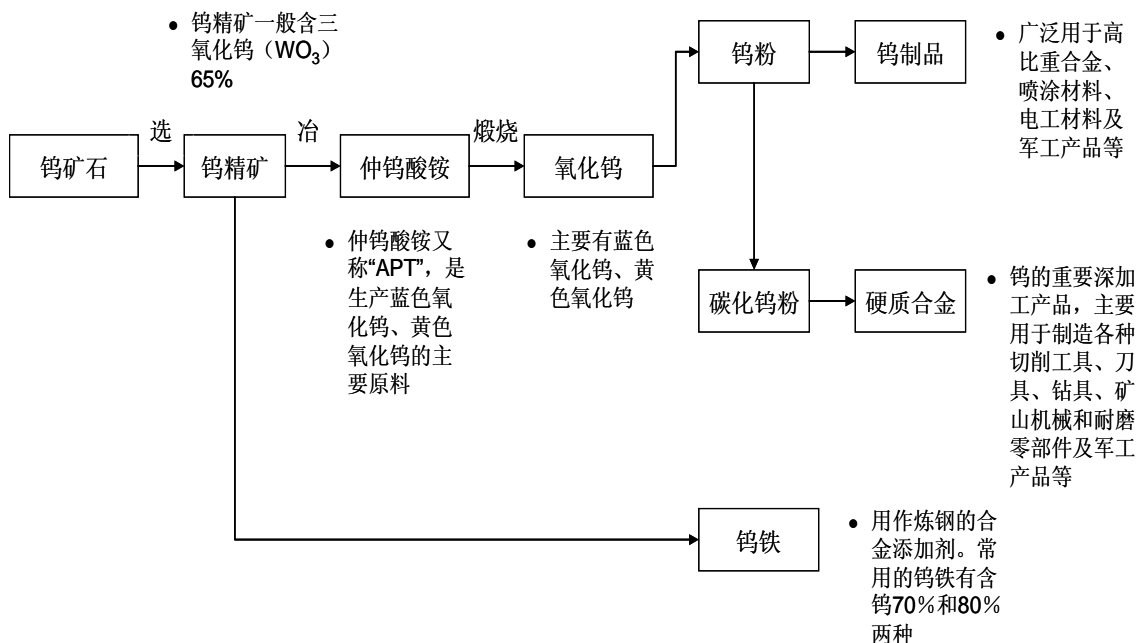 • 钨精矿一般含三
氧化钨（WO₃）
65%
钨矿石
选
钨精矿
冶
仲钨酸铵
煅烧
氧化钨
钨粉
钨制品
• 广泛用于高
比重合金、
喷涂材料、
电工材料及
军工产品等
• 仲钨酸铵又
称“APT”，是
生产蓝色氧
化钨、黄色
氧化钨的主
要原料
• 主要有蓝色
氧化钨、黄
色氧化钨
碳化钨粉
硬质合金
• 钨的重要深加
工产品，主要
用于制造各种
切削工具、刀
具、钻具、矿
山机械和耐磨
零部件及军工
产品等
钨铁
• 用作炼钢的合
金添加剂。常
用的钨铁有含
钨70%和80%
两种